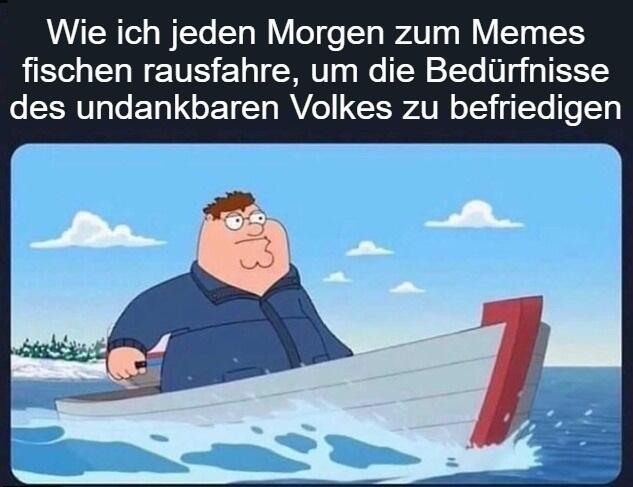 Wie ich jeden Morgen zum Memes
fischen rausfahre, um die Bedürfnisse
des undankbaren Volkes zu befriedigen